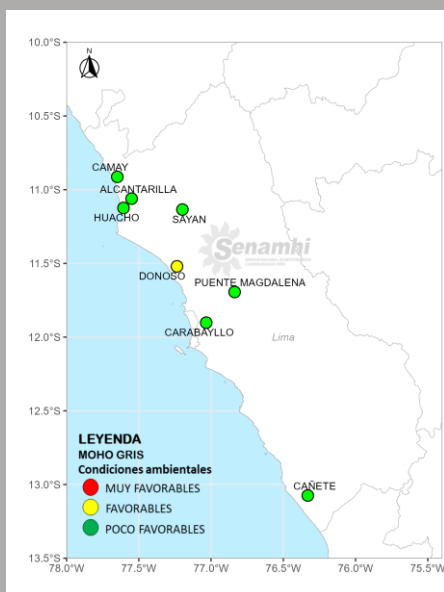 N
10.0°S
10.5°S
11.0°S
11.5°S
12.0°S
12.5°S
13.0°S
13.5°S
CAMAY
ALCANTARILLA
HUACHO
SAYAN
Senamhi
DONOSO
PUENTE MAGDALENA
CARABAYLLO
Lima
CAÑETE
LEYENDA
MOHO GRIS
Condiciones ambientales
MUY FAVORABLES
FAVORABLES
POCO FAVORABLES
78.0°W 77.5°W 77.0°W 76.5°W 76.0°W 75.5°W